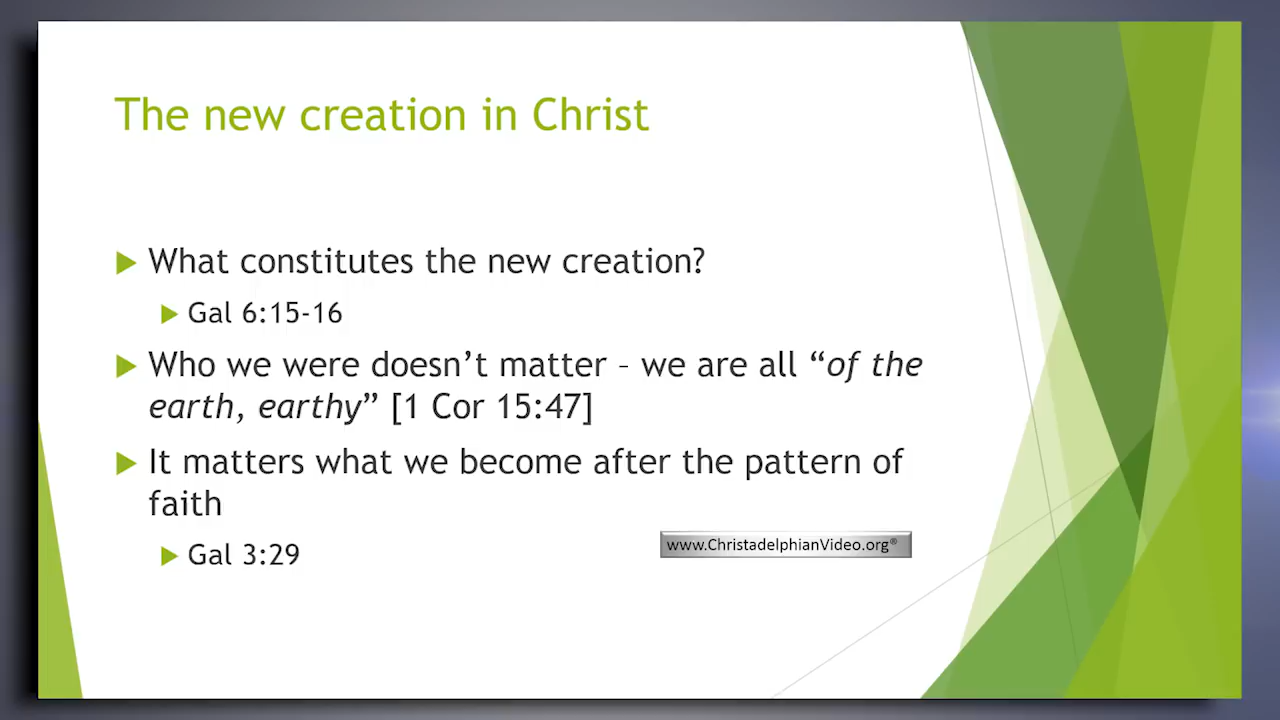 The new creation in Christ
What constitutes the new creation?
Gal 6:15-16
Who we were doesn’t matter – we are all “of the
earth, earthy” [1 Cor 15:47]
It matters what we become after the pattern of
faith
www.ChristadelphianVideo.org®
Gal 3:29